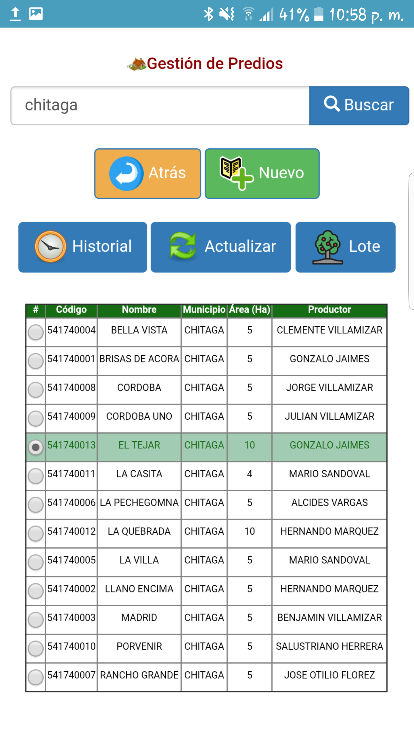 41% 10:58 p. m.
Gestión de Predios
chitaga Buscar
Atrás Nuevo
Historial Actualizar Lote
# Código Nombre Municipio Área (Ha) Productor
541740004 BELLA VISTA CHITAGA 5 CLEMENTE VILLAMIZAR
541740001 BRISAS DE ACORA CHITAGA 5 GONZALO JAIMES
541740008 CORDOBA CHITAGA 5 JORGE VILLAMIZAR
541740009 CORDOBA UNO CHITAGA 5 JULIAN VILLAMIZAR
541740013 EL TEJAR CHITAGA 10 GONZALO JAIMES
541740011 LA CASITA CHITAGA 4 MARIO SANDOVAL
541740006 LA PECHEGOMNA CHITAGA 5 ALCIDES VARGAS
541740012 LA QUEBRADA CHITAGA 10 HERNANDO MARQUEZ
541740005 LA VILLA CHITAGA 5 MARIO SANDOVAL
541740002 LLANO ENCIMA CHITAGA 5 HERNANDO MARQUEZ
541740003 MADRID CHITAGA 5 BENJAMIN VILLAMIZAR
541740010 PORVENIR CHITAGA 5 SALUSTRIANO HERRERA
541740007 RANCHO GRANDE CHITAGA 5 JOSE OTILIO FLOREZ